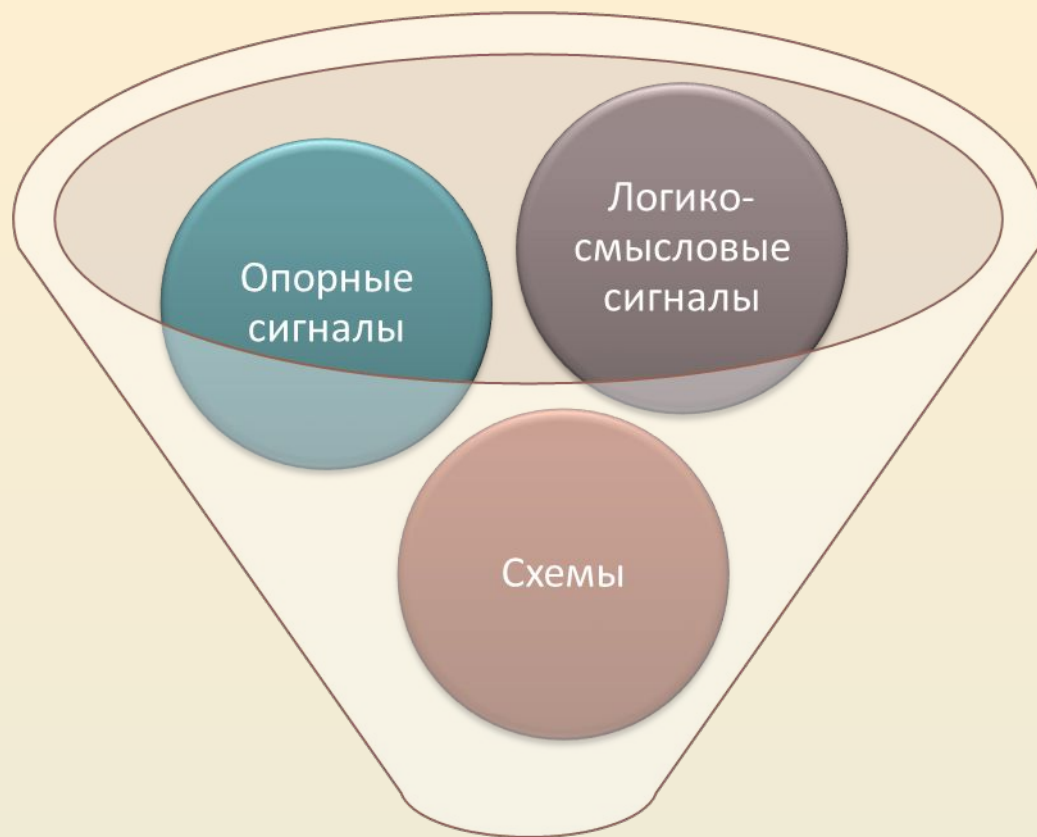 Опорные
сигналы
Логико-
смысловые
сигналы
Схемы